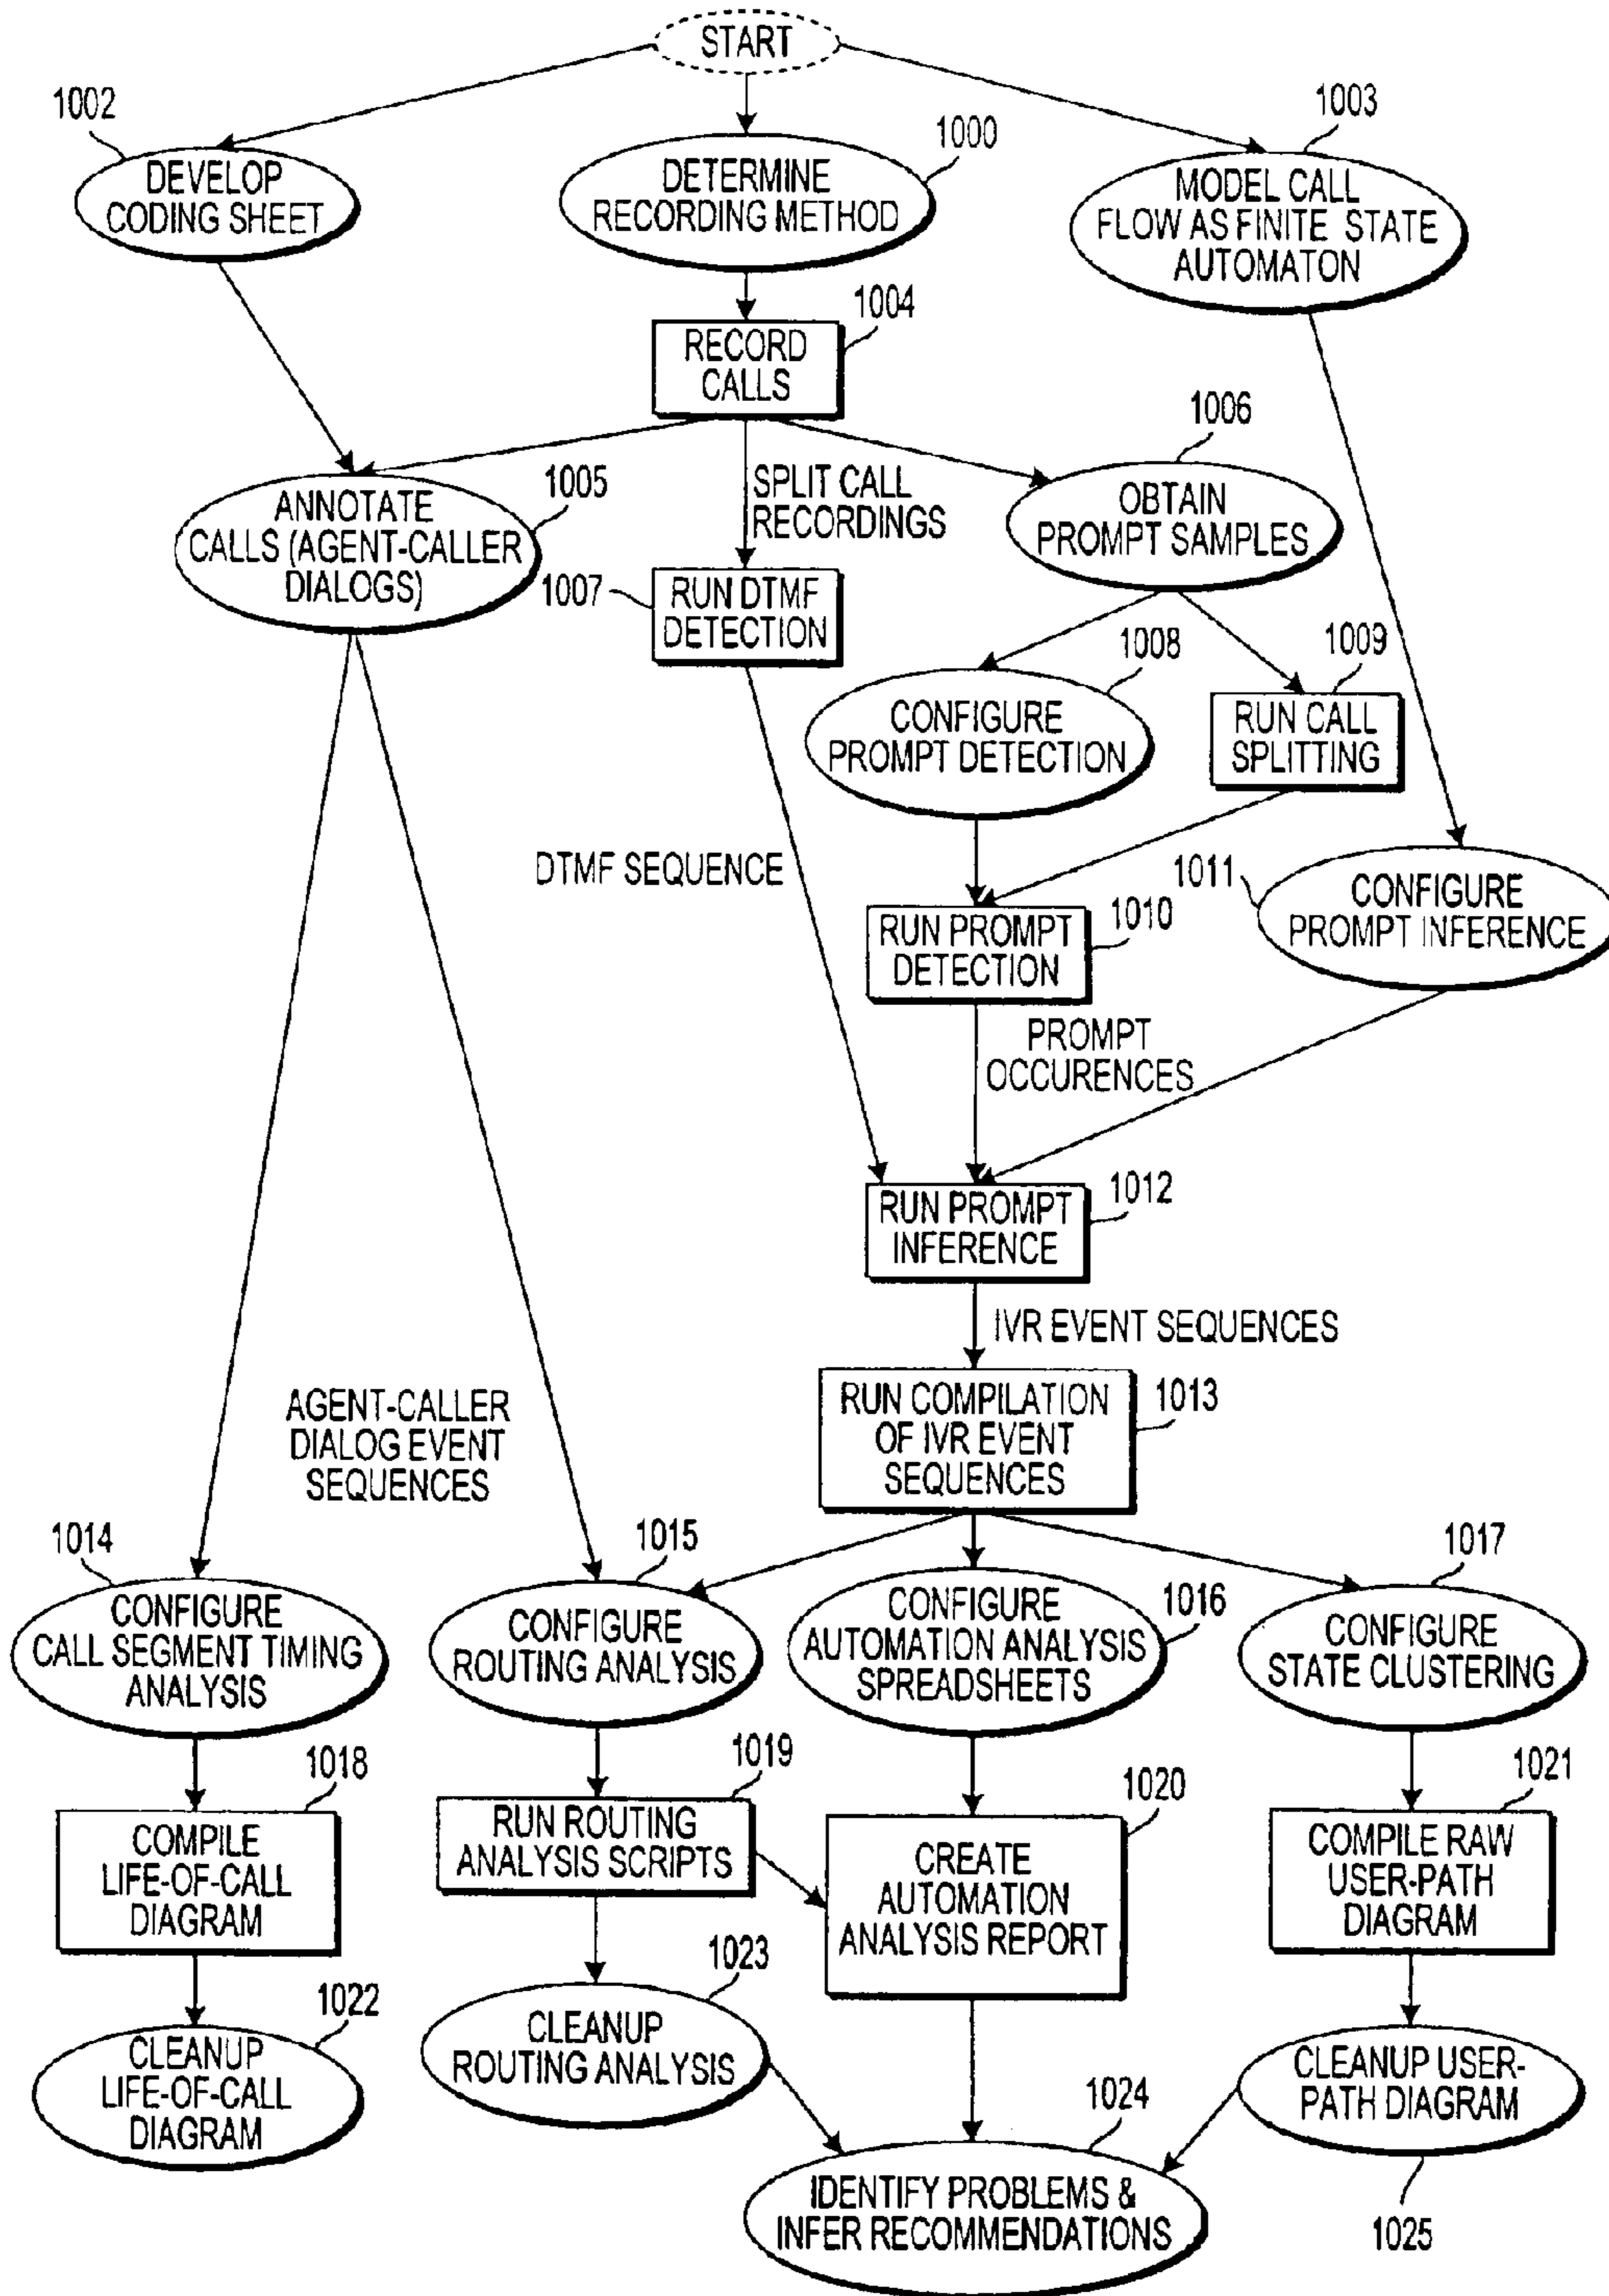 START
1002
1003
1000
DEVELOP
CODING SHEET
DETERMINE
RECORDING METHOD
MODEL CALL
FLOW AS FINITE STATE
AUTOMATON
1004
RECORD
CALLS
1006
1005
ANNOTATE
CALLS (AGENT-CALLER
DIALOGS)
SPLIT CALL
RECORDINGS
OBTAIN
PROMPT SAMPLES
1007
RUN DTMF
DETECTION
1008
1009
CONFIGURE
PROMPT DETECTION
RUN CALL
SPLITTING
DTMF SEQUENCE
1011
CONFIGURE
PROMPT INFERENCE
RUN PROMPT
DETECTION
1010
PROMPT
OCCURENCES
RUN PROMPT
INFERENCE
1012
IVR EVENT SEQUENCES
AGENT-CALLER
DIALOG EVENT
SEQUENCES
RUN COMPILATION
OF IVR EVENT
SEQUENCES
1013
1014
1015
1017
CONFIGURE
CALL SEGMENT TIMING
ANALYSIS
CONFIGURE
ROUTING ANALYSIS
CONFIGURE
AUTOMATION ANALYSIS
SPREADSHEETS
1016
CONFIGURE
STATE CLUSTERING
1018
1019
1020
1021
COMPILE
LIFE-OF-CALL
DIAGRAM
RUN ROUTING
ANALYSIS SCRIPTS
CREATE
AUTOMATION
ANALYSIS REPORT
COMPILE RAW
USER-PATH
DIAGRAM
1022
1023
CLEANUP
LIFE-OF-CALL
DIAGRAM
CLEANUP
ROUTING ANALYSIS
CLEANUP USER-
PATH DIAGRAM
1024
IDENTIFY PROBLEMS &
INFER RECOMMENDATIONS
1025